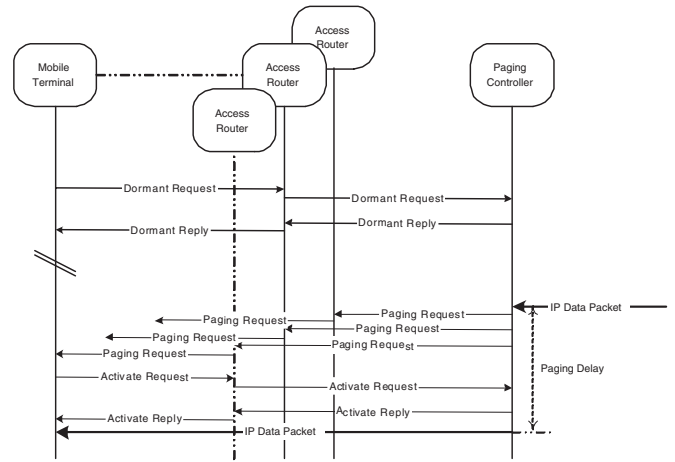 Access
Router
Mobile
Terminal
Access
Router
Paging
Controller
Access
Router
Dormant Request
Dormant Request
Dormant Reply
Dormant Reply
IP Data Packet
Paging Request
Paging Request
Paging Request
Paging Request
Paging Request
Paging Request
Paging Delay
Activate Request
Activate Request
Activate Reply
Activate Reply
IP Data Packet